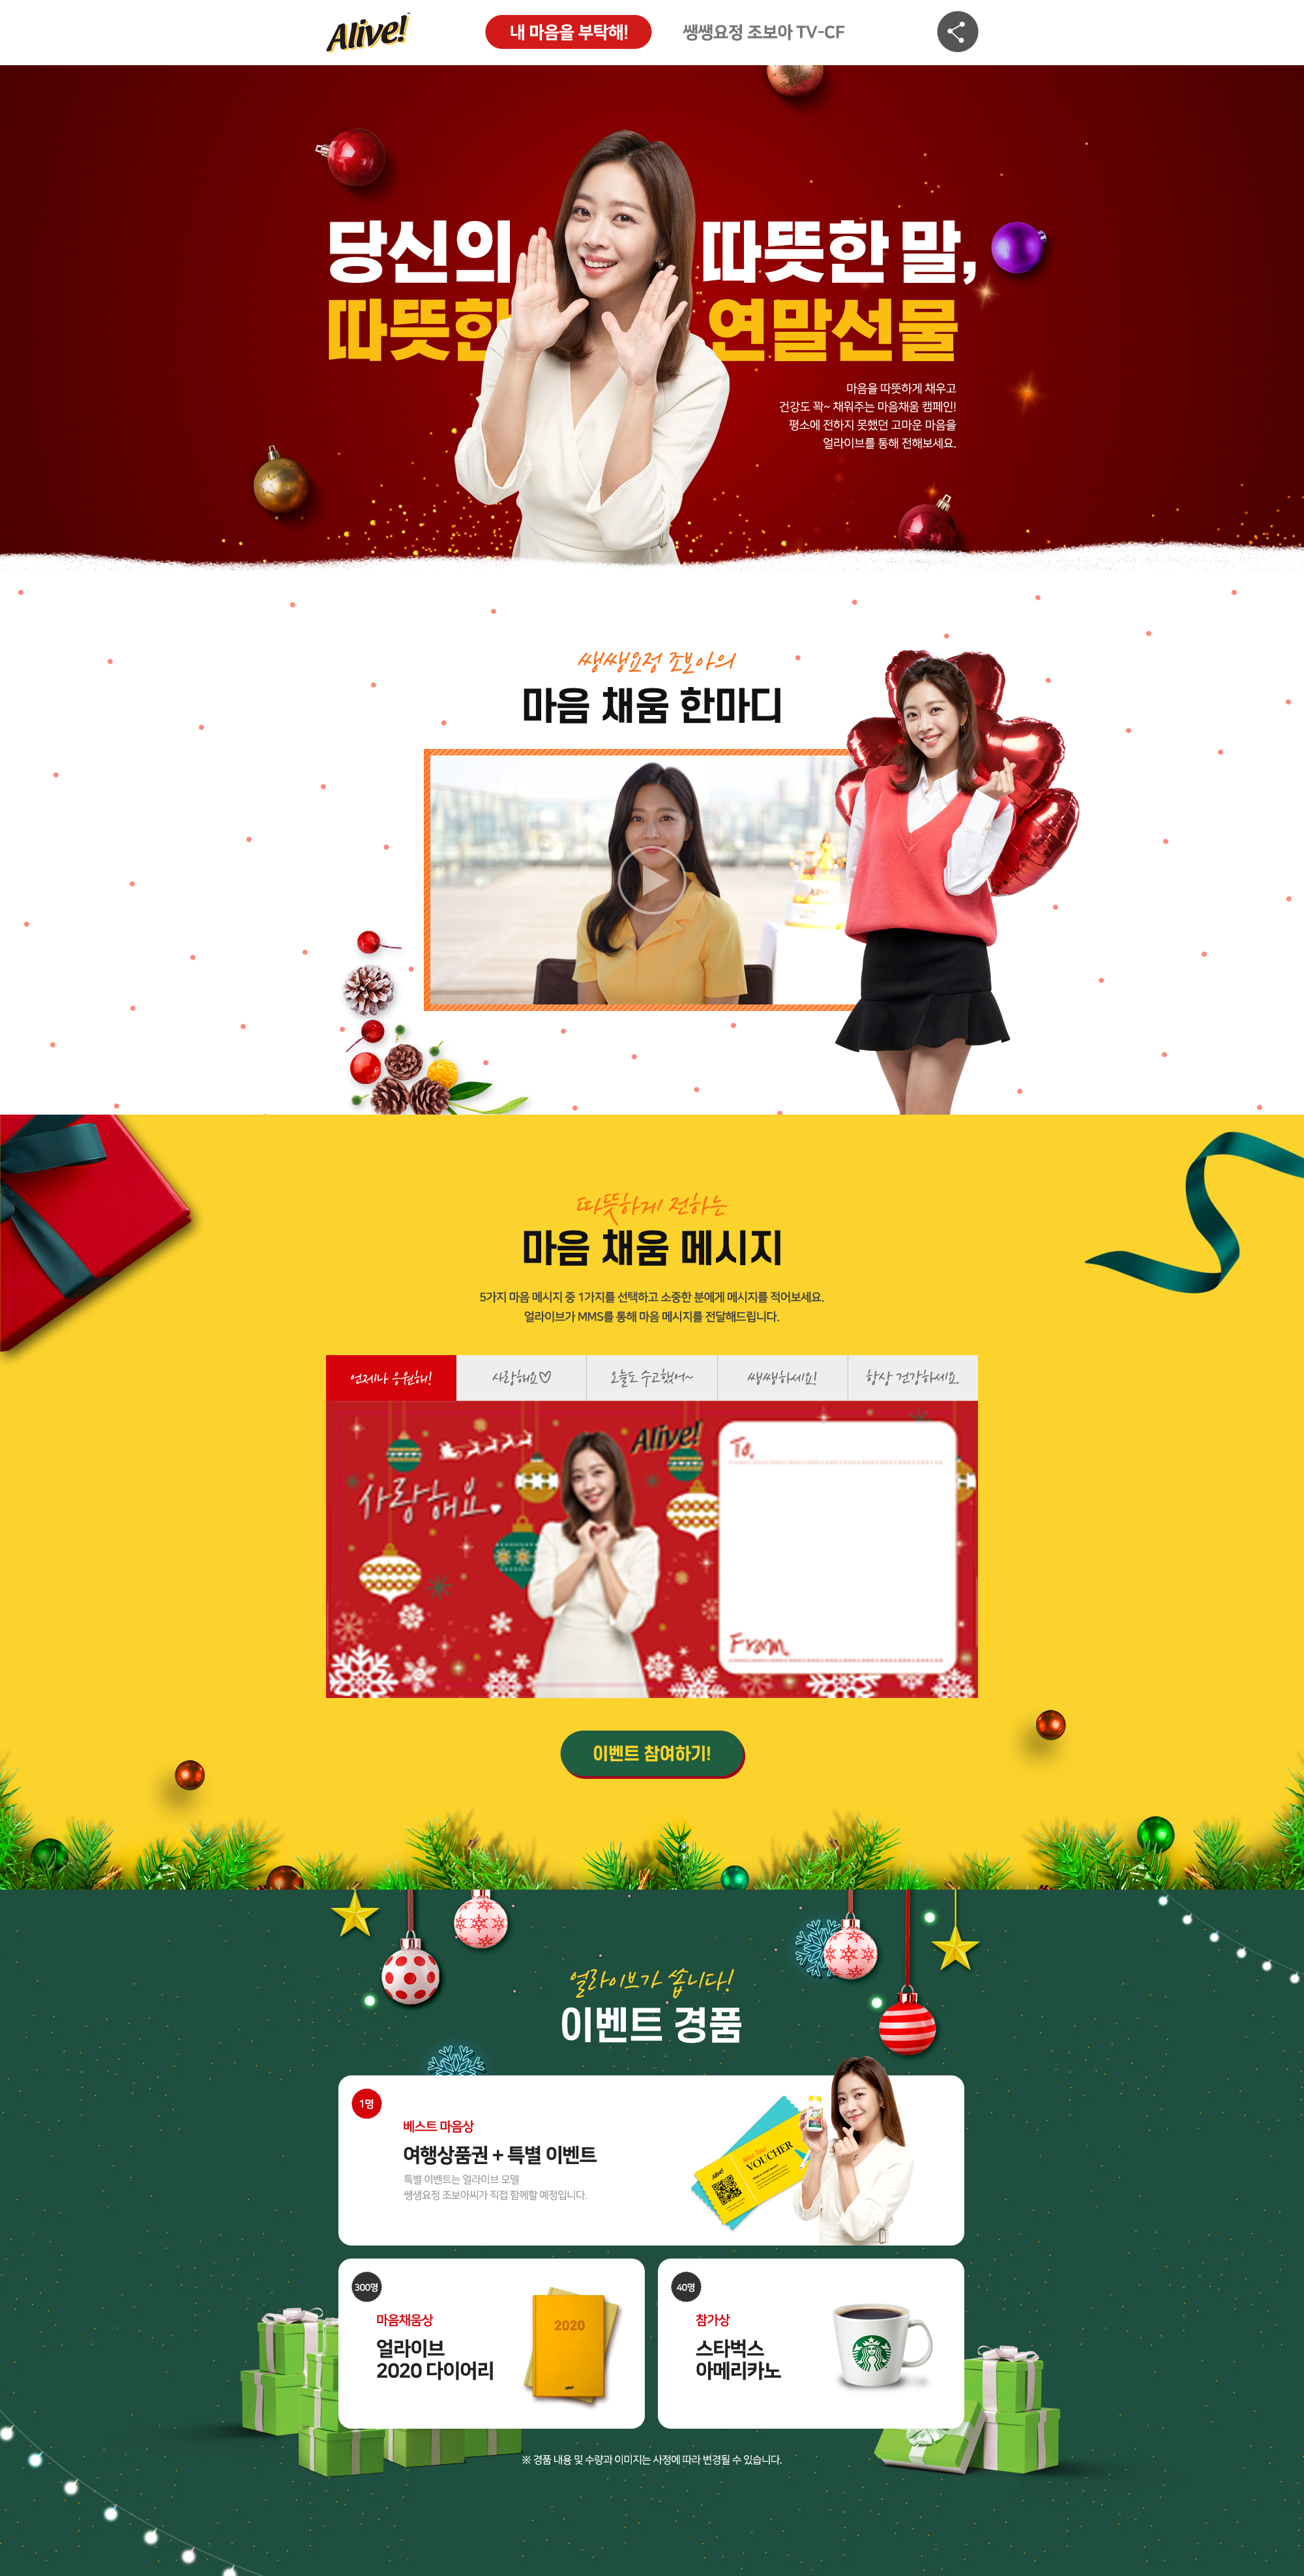 Alive!
내 마음을 부탁해!
쌩쌩요정 조보아 TV-CF
당신의 따뜻한 말,
따뜻한 연말선물
마음을 따뜻하게 채우고
건강도 꽉~ 채워주는 마음채움 캠페인!
평소에 전하지 못했던 고마운 마음을
얼라이브를 통해 전해보세요.
쌩쌩요정 조보아의
마음 채움 한마디
따뜻하게 전하는
마음 채움 메시지
5가지 마음 메시지 중 1가지를 선택하고 소중한 분에게 메시지를 적어보세요.
얼라이브가 MMS를 통해 마음 메시지를 전달해드립니다.
언제나 응원해!
사랑해요♡
오늘도 수고했어~
쌩쌩하세요!
항상 건강하세요.
Alive!
사랑해요
To.
From
이벤트 참여하기!
얼라이브가 쏩니다!
이벤트 경품
1명
베스트 마음상
여행상품권 + 특별 이벤트
특별 이벤트는 얼라이브 모델
쌩생요정 조보아씨가 직접 함께할 예정입니다.
Alive!
Alive Tour
VOUCHER
300명
마음채움상
얼라이브
2020 다이어리
2020
Alive!
40명
참가상
스타벅스
아메리카노
※ 경품 내용 및 수량과 이미지는 사정에 따라 변경될 수 있습니다.